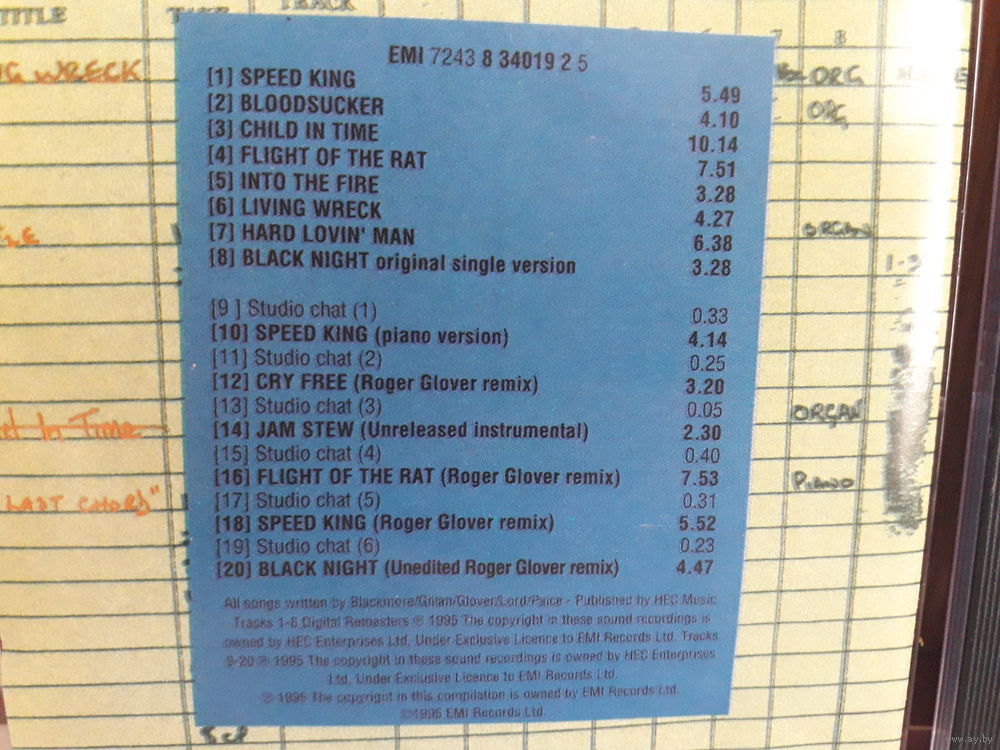 TITLE
TRACK
7
8
G WRECK
ORG
ORG
ORGAN
ORGAN
In Time
PIANO
LAST CHORD"
EMI 7243 8 34019 2 5
[1] SPEED KING 5.49
[2] BLOODSUCKER 4.10
[3] CHILD IN TIME 10.14
[4] FLIGHT OF THE RAT 7.51
[5] INTO THE FIRE 3.28
[6] LIVING WRECK 4.27
[7] HARD LOVIN' MAN 6.38
[8] BLACK NIGHT original single version 3.28
[9 ] Studio chat (1) 0.33
[10] SPEED KING (piano version) 4.14
[11] Studio chat (2) 0.25
[12] CRY FREE (Roger Glover remix) 3.20
[13] Studio chat (3) 0.05
[14] JAM STEW (Unreleased instrumental) 2.30
[15] Studio chat (4) 0.40
[16] FLIGHT OF THE RAT (Roger Glover remix) 7.53
[17] Studio chat (5) 0.31
[18] SPEED KING (Roger Glover remix) 5.52
[19] Studio chat (6) 0.23
[20] BLACK NIGHT (Unedited Roger Glover remix) 4.47
All songs written by Blackmore/Gillan/Glover/Lord/Paice - Published by HEC Music
Tracks 1-8 Digital Remasters ℗ 1995 The copyright in these sound recordings is
owned by HEC Enterprises Ltd. Under Exclusive Licence to EMI Records Ltd. Tracks
9-20 ℗ 1995 The copyright in these sound recordings is owned by HEC Enterprises
Ltd. Under Exclusive Licence to EMI Records Ltd.
℗ 1995 The copyright in this compilation is owned by EMI Records Ltd.
©1995 EMI Records Ltd.
www.ay.by